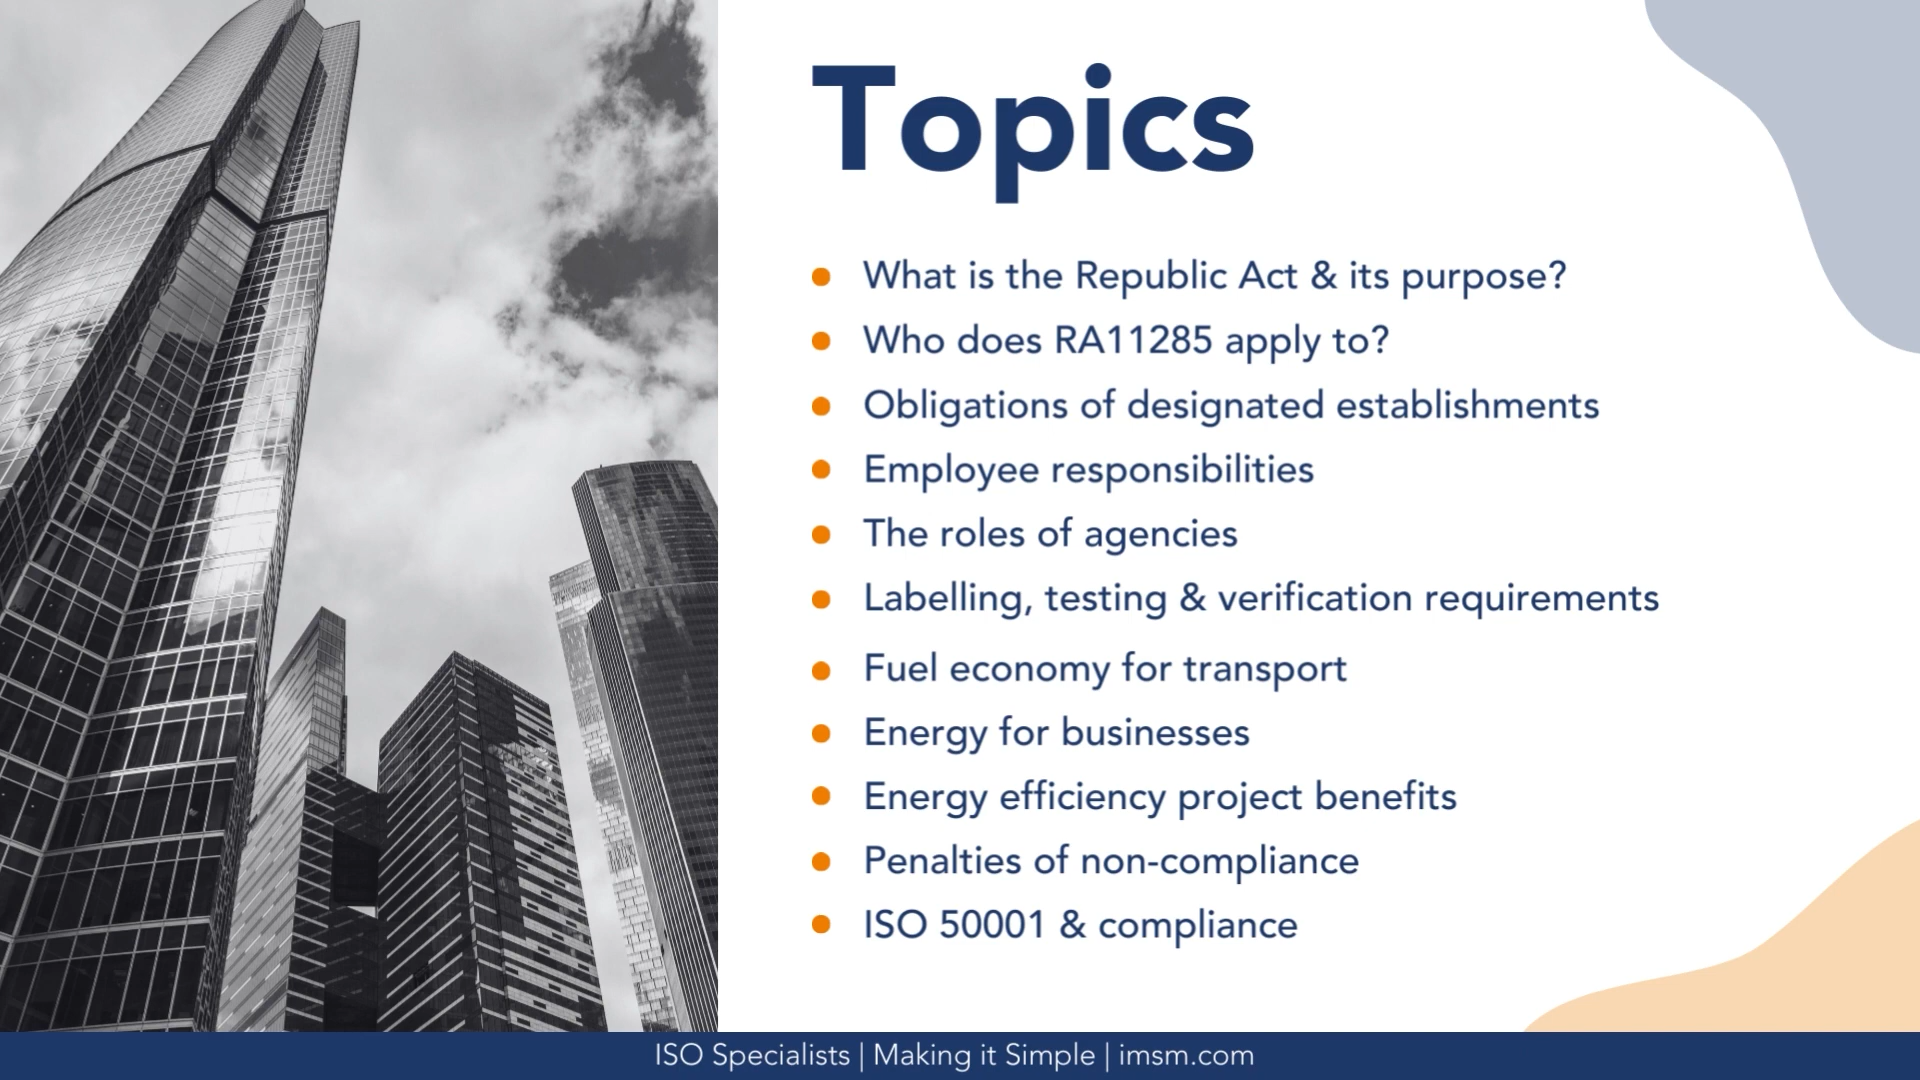 Topics
What is the Republic Act & its purpose?
Who does RA11285 apply to?
Obligations of designated establishments
Employee responsibilities
The roles of agencies
Labelling, testing & verification requirements
Fuel economy for transport
Energy for businesses
Energy efficiency project benefits
Penalties of non-compliance
ISO 50001 & compliance
ISO Specialists | Making it Simple | imsm.com